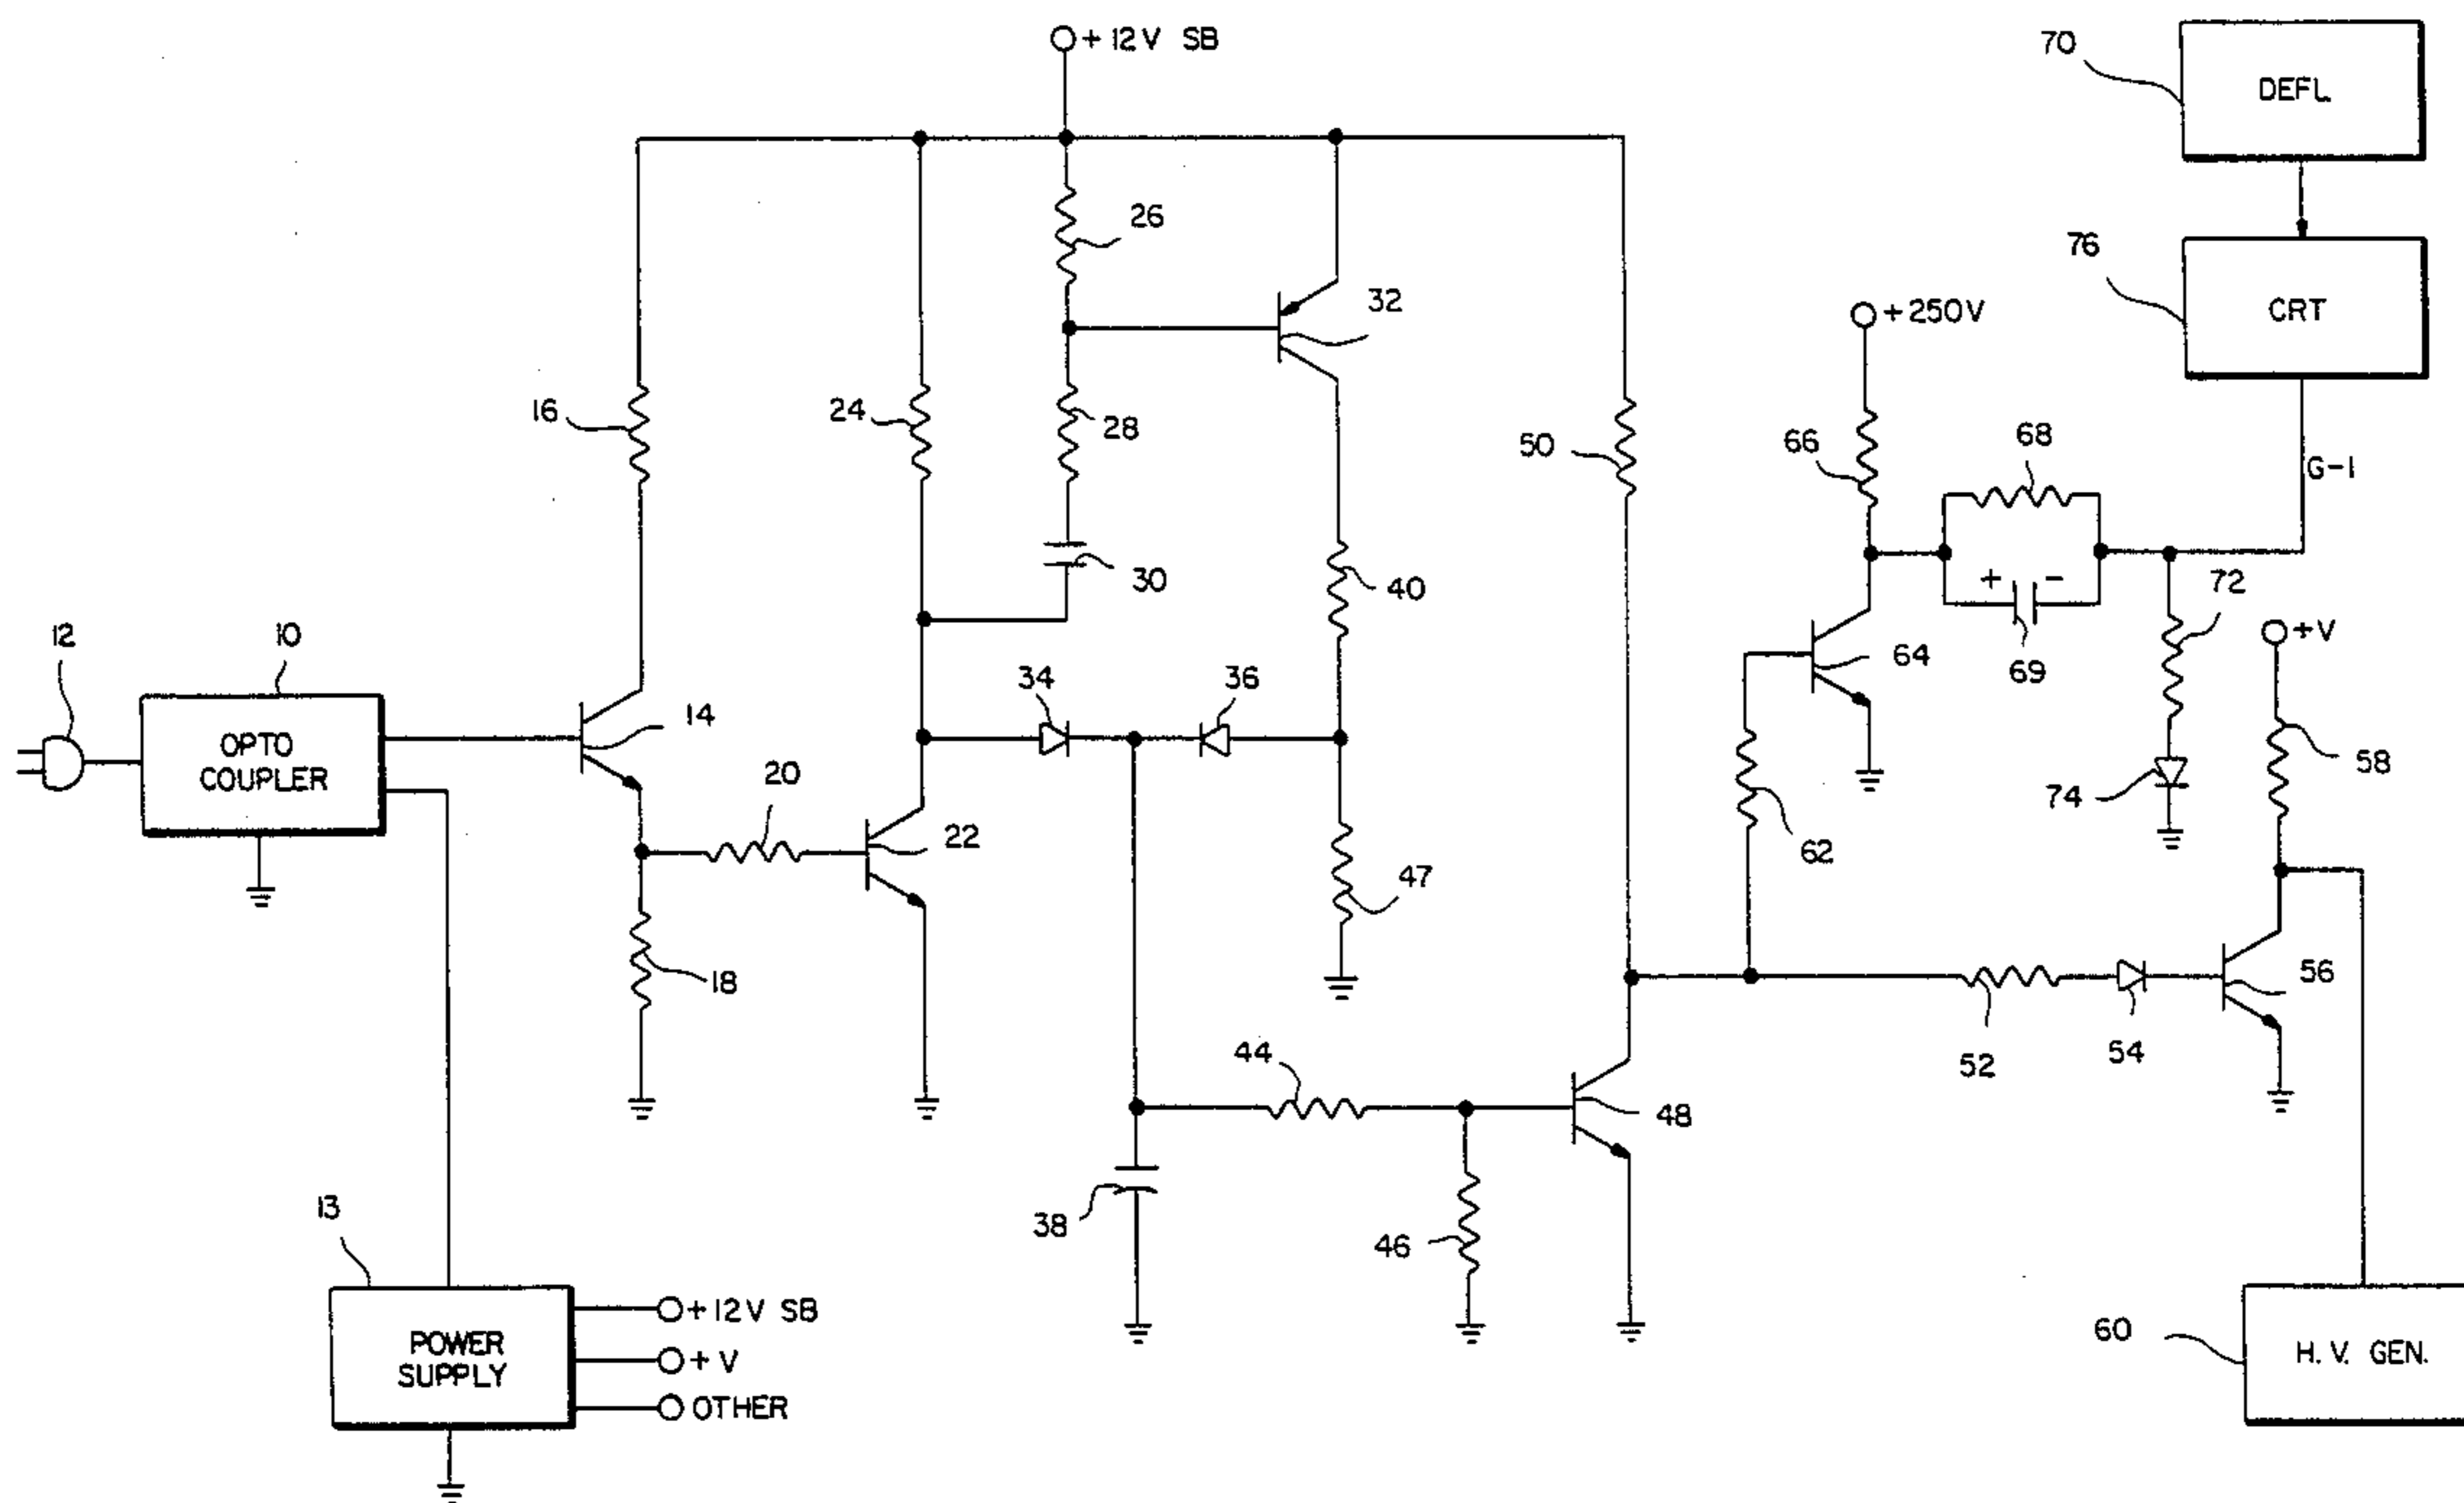 + 12V SB
70
DEFL
26
76
CRT
32
+250V
16
24
28
50
66
68
G-1
30
40
+
-
72
69
+V
12
10
34
36
64
14
OPTO
COUPLER
20
74
58
22
62
47
18
56
44
52
54
48
13
38
46
+12V SB
POWER
SUPPLY
+ V
OTHER
60
H. V. GEN.